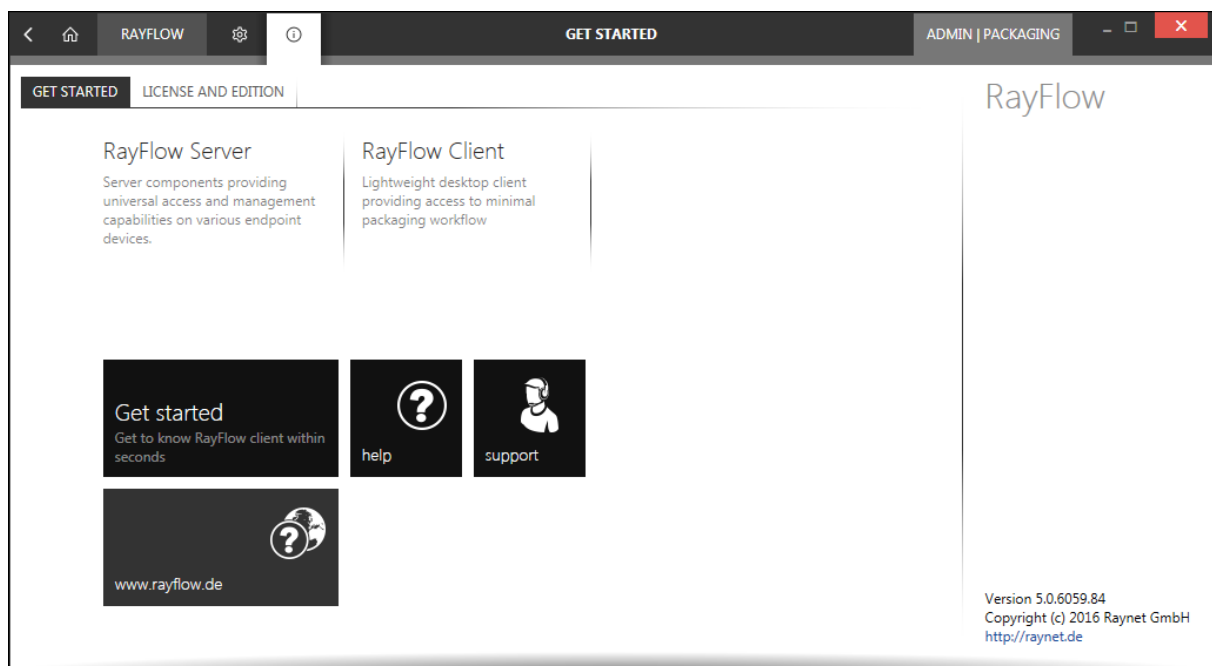 RAYFLOW
GET STARTED
ADMIN | PACKAGING
GET STARTED
LICENSE AND EDITION
RayFlow
RayFlow Server
Server components providing
universal access and management
capabilities on various endpoint
devices.
RayFlow Client
Lightweight desktop client
providing access to minimal
packaging workflow
Get started
Get to know RayFlow client within
seconds
help
support
www.rayflow.de
Version 5.0.6059.84
Copyright (c) 2016 Raynet GmbH
http://raynet.de